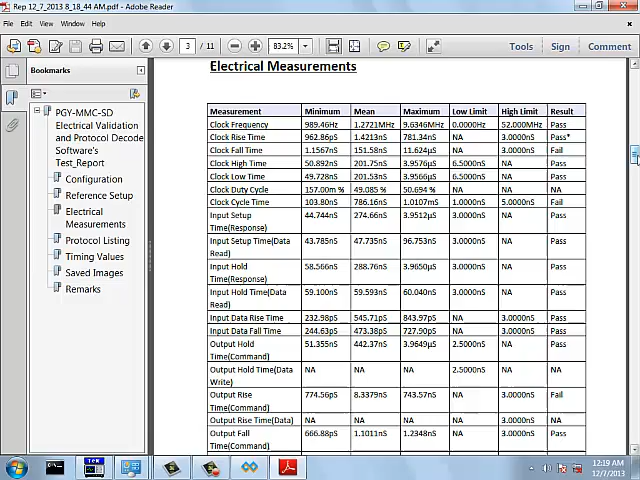 Rep 12_7_2013 8_18_44 AM.pdf - Adobe Reader
File Edit View Window Help
3 / 11 83.2% Tools Sign Comment
Bookmarks
PGY-MMC-SD
Electrical Validation
and Protocol Decode
Software's
Test_Report
Configuration
Reference Setup
Electrical
Measurements
Protocol Listing
Timing Values
Saved Images
Remarks
Electrical Measurements
Measurement Minimum Mean Maximum Low Limit High Limit Result
Clock Frequency 989.46Hz 1.2721MHz 9.6346MHz 0.0000Hz 52.000MHz Pass
Clock Rise Time 962.86pS 1.4213nS 781.34nS NA 3.0000nS Pass*
Clock Fall Time 1.1567nS 151.58nS 11.624µS NA 3.0000nS Fail
Clock High Time 50.892nS 201.75nS 3.9576µS 6.5000nS NA Pass
Clock Low Time 49.728nS 201.53nS 3.9566µS 6.5000nS NA Pass
Clock Duty Cycle 157.00m % 49.085 % 50.694 % NA NA NA
Clock Cycle Time 103.80nS 786.16nS 1.0107mS 1.0000nS 5.0000nS Fail
Input Setup
Time(Response) 44.744nS 274.66nS 3.9512µS 3.0000nS NA Pass
Input Setup Time(Data
Read) 43.785nS 47.735nS 96.753nS 3.0000nS NA Pass
Input Hold
Time(Response) 58.566nS 288.76nS 3.9650µS 3.0000nS NA Pass
Input Hold Time(Data
Read) 59.100nS 59.593nS 60.040nS 3.0000nS NA Pass
Input Data Rise Time 232.98pS 545.71pS 843.97pS NA 3.0000nS Pass
Input Data Fall Time 244.63pS 473.38pS 727.90pS NA 3.0000nS Pass
Output Hold
Time(Command) 51.355nS 442.37nS 3.9649µS 2.5000nS NA Pass
Output Hold Time(Data
Write) NA NA NA 2.5000nS NA NA
Output Rise
Time(Command) 774.56pS 8.3379nS 743.57nS NA 3.0000nS Fail
Output Rise Time(Data) NA NA NA NA 3.0000nS NA
Output Fall
Time(Command) 666.88pS 1.1011nS 1.2348nS NA 3.0000nS Pass
12:19 AM
12/7/2013